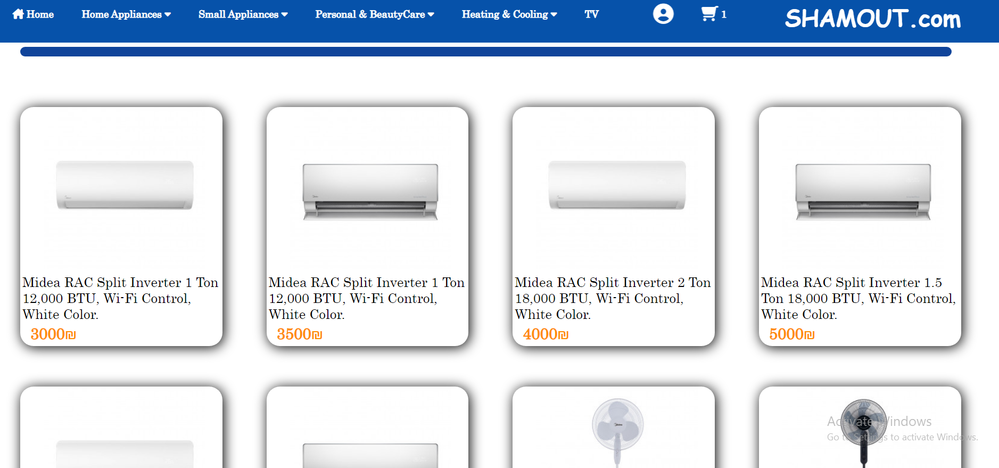 Home
Home Appliances
Small Appliances
Personal & BeautyCare
Heating & Cooling
TV
1
SHAMOUT.com
Midea RAC Split Inverter 1 Ton
12,000 BTU, Wi-Fi Control,
White Color.
3000₪
Midea RAC Split Inverter 1 Ton
12,000 BTU, Wi-Fi Control,
White Color.
3500₪
Midea RAC Split Inverter 2 Ton
18,000 BTU, Wi-Fi Control,
White Color.
4000₪
Midea RAC Split Inverter 1.5
Ton 18,000 BTU, Wi-Fi Control,
White Color.
5000₪
Activate Windows
Go to Settings to activate Windows.